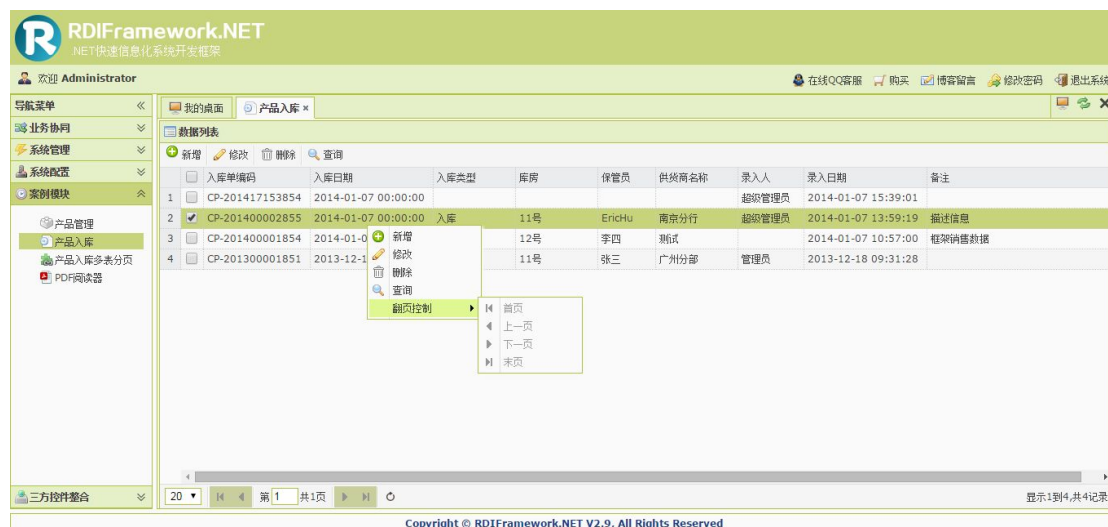 RDIFramework.NET
.NET快速信息化系统开发框架
欢迎 Administrator
在线QQ客服 购买 博客留言 修改密码 退出系统
导航菜单
我的桌面 产品入库
业务协同
系统管理
系统配置
案例模块
产品管理
产品入库
产品入库多表分页
PDF阅读器
三方控件整合
数据列表
新增 修改 删除 查询
入库单编码 入库日期 入库类型 库房 保管员 供货商名称 录入人 录入日期 备注
1 CP-201417153854 2014-01-07 00:00:00 超级管理员 2014-01-07 15:39:01
2 CP-201400002855 2014-01-07 00:00:00 入库 11号 EricHu 南京分行 超级管理员 2014-01-07 13:59:19 描述信息
3 CP-201400001854 2014-01-0 12号 李四 测试 2014-01-07 10:57:00 框架销售数据
4 CP-201300001851 2013-12-1 11号 张三 广州分部 管理员 2013-12-18 09:31:28
新增
修改
删除
查询
翻页控制
首页
上一页
下一页
末页
20 第 1 共1页
显示1到4,共4记录
Copyright © RDIFramework.NET V2.9. All Rights Reserved